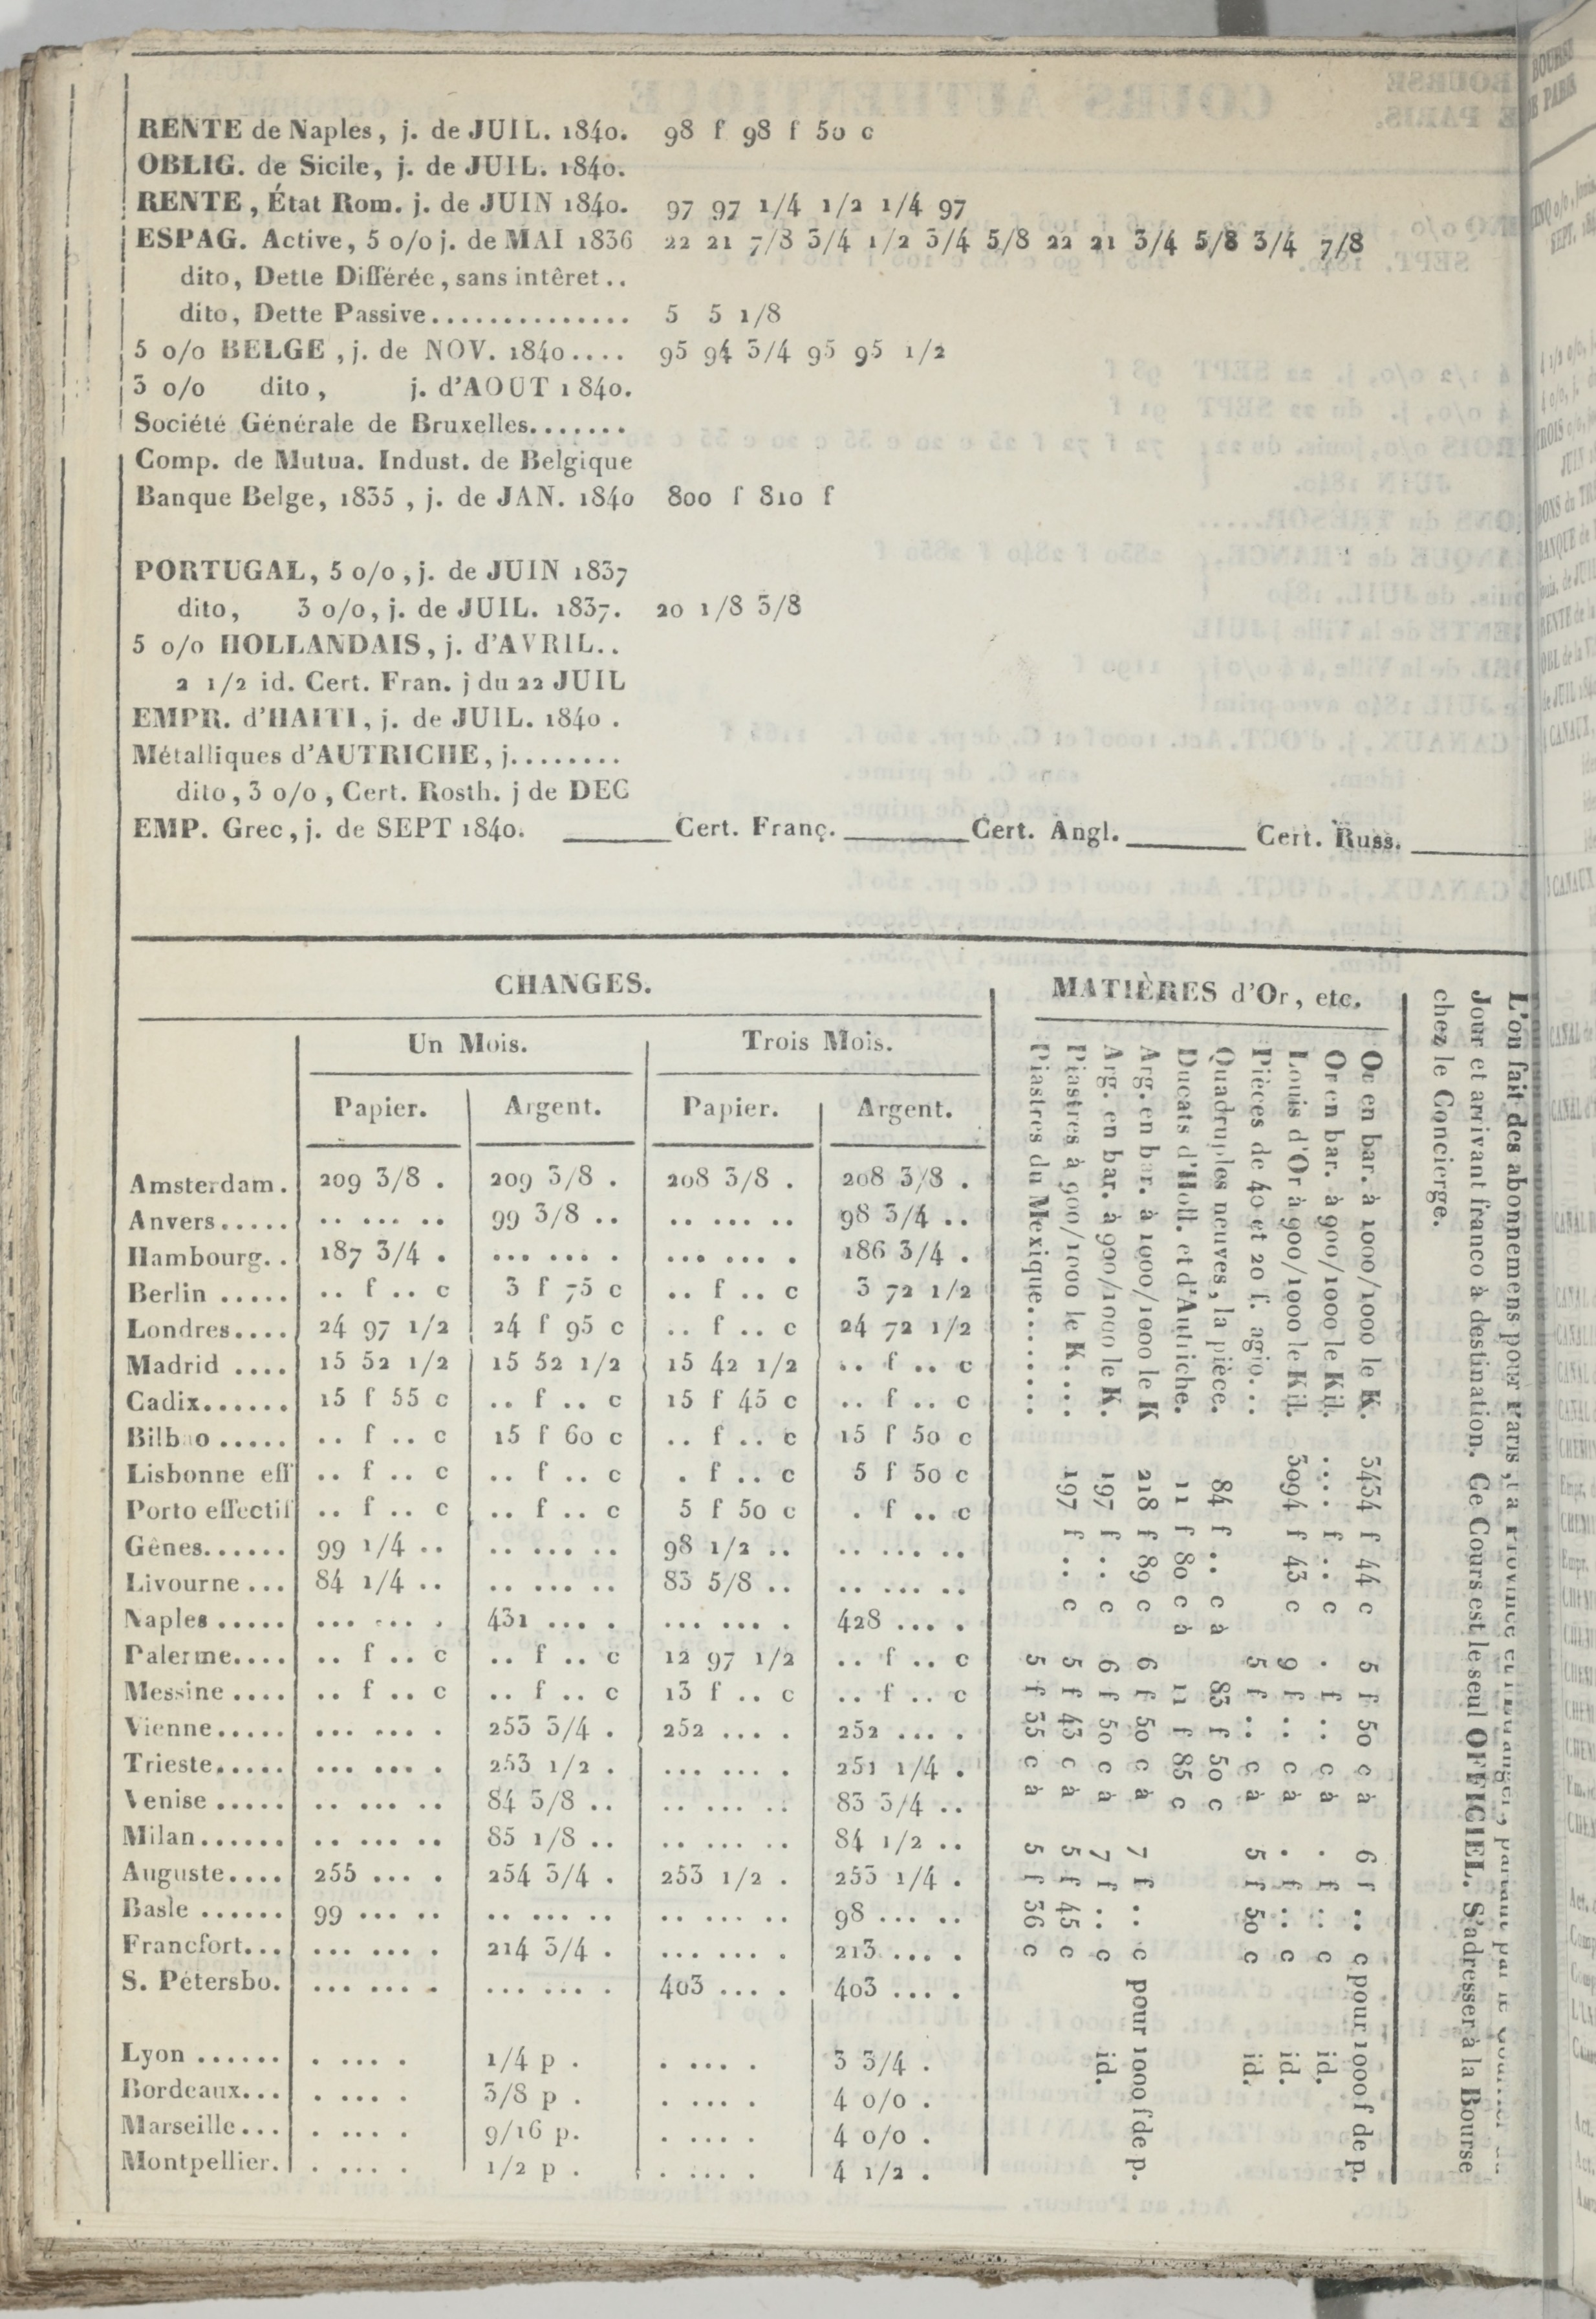 RENTE de Naples, j. de JUIL. 1840. 98 f 98 f 50 c
OBLIG. de Sicile, j. de JUIL. 1840.
RENTE, État Rom. j. de JUIN 1840. 97 97 1/4 1/2 1/4 97
ESPAG. Active, 5 o/o j. de MAI 1836 22 21 7/8 3/4 1/2 3/4 5/8 22 21 3/4 5/8 3/4 7/8
dito, Dette Différée, sans intêret..
dito, Dette Passive.............. 5 5 1/8
5 o/o BELGE, j. de NOV. 1840.... 95 94 3/4 95 95 1/2
3 o/o dito, j. d'AOUT 1840.
Société Générale de Bruxelles.......
Comp. de Mutua. Indust. de Belgique
Banque Belge, 1835, j. de JAN. 1840 800 f 810 f
PORTUGAL, 5 o/o, j. de JUIN 1837
dito, 3 o/o, j. de JUIL. 1837. 20 1/8 3/8
5 o/o HOLLANDAIS, j. d'AVRIL..
2 1/2 id. Cert. Fran. j du 22 JUIL
EMPR. d'HAITI, j. de JUIL. 1840 .
Métalliques d'AUTRICHE, j........
dito, 3 o/o, Cert. Rosth. j de DEC
EMP. Grec, j. de SEPT 1840. ____ Cert. Franç. ____ Cert. Angl. ____ Cert. Russ. ____
CHANGES.
Un Mois. Trois Mois.
Papier. Argent. Papier. Argent.
Amsterdam. 209 3/8 . 209 3/8 . 208 3/8 . 208 3/8 .
Anvers..... .. ... .. 99 3/8 .. .. ... .. 98 3/4 ..
Hambourg.. 187 3/4 . ... ... . ... ... . 186 3/4 .
Berlin ..... .. f .. c 3 f 75 c .. f .. c 3 72 1/2
Londres.... 24 97 1/2 24 f 95 c .. f .. c 24 72 1/2
Madrid .... 15 52 1/2 15 52 1/2 15 42 1/2 .. f .. c
Cadix...... 15 f 55 c .. f .. c 15 f 45 c .. f .. c
Bilbao ..... .. f .. c 15 f 60 c .. f .. c 15 f 50 c
Lisbonne eff .. f .. c .. f .. c . f .. c 5 f 50 c
Porto effectif .. f .. c .. f .. c 5 f 50 c . f .. c
Gênes...... 99 1/4 .. .. ... .. 98 1/2 .. .. ... ..
Livourne ... 84 1/4 .. .. ... .. 83 5/8 .. .. ... ..
Naples ..... ... ... . 431 ... . ... ... . 428 ... .
Palerme.... .. f .. c .. f .. c 12 97 1/2 .. f .. c
Messine .... .. f .. c .. f .. c 13 f .. c .. f .. c
Vienne..... ... ... . 253 3/4 . 252 ... . 252 ... .
Trieste..... ... ... . 253 1/2 . ... ... . 251 1/4 .
Venise ..... .. ... .. 84 3/8 .. .. ... .. 83 3/4 ..
Milan...... .. ... .. 85 1/8 .. .. ... .. 84 1/2 ..
Auguste.... 255 ... . 254 3/4 . 253 1/2 . 253 1/4 .
Basle ...... 99 ... .. .. ... .. .. ... .. 98 ... ..
Francfort... ... ... . 214 3/4 . ... ... . 213 ... .
S. Pétersbo. ... ... . ... ... . 403 ... . 403 ... .
Lyon ...... . ... . 1/4 p . . ... . 3 3/4 .
Bordeaux... . ... . 3/8 p . . ... . 4 o/o .
Marseille... . ... . 9/16 p. . ... . 4 o/o .
Montpellier. . ... . 1/2 p . . ... . 4 1/2 .
MATIÈRES d'Or, etc.
Or en bar. à 1000/1000 le K. 3434 f 44 c 5 f 50 c à 6 f .. c pour 1000 f de p.
Or en bar. à 900/1000 le Kil. .... f .. c . f .. c à . f .. c id.
Louis d'Or à 900/1000 le Kil. 3094 f 43 c 9 f .. c à . f .. c id.
Pièces de 40 et 20 f. agio... 5 f .. c à 5 f 50 c id.
Quadruples neuves, la pièce. 84 f .. c à 83 f 50 c
Ducats d'Holl. et d'Autriche. 11 f 80 c à 11 f 85 c
Arg. en bar. à 1000/1000 le K 218 f 89 c 6 f 50 c à 7 f .. c pour 1000 f de p.
Arg. en bar. à 900/1000 le K. 197 f .. c 6 f 50 c à 7 f .. c id.
Piastres à 900/1000 le K.... 197 f .. c 5 f 43 c à 5 f 45 c
Piastres du Mexique........ 5 f 35 c à 5 f 36 c
L'on fait des abonnemens pour Paris, la Province et l'Etranger, partant par le Courrier du
Jour et arrivant franco à destination. Ce Cours est le seul OFFICIEL. S'adresser à la Bourse
chez le Concierge.
BOURSE
DE PARIS